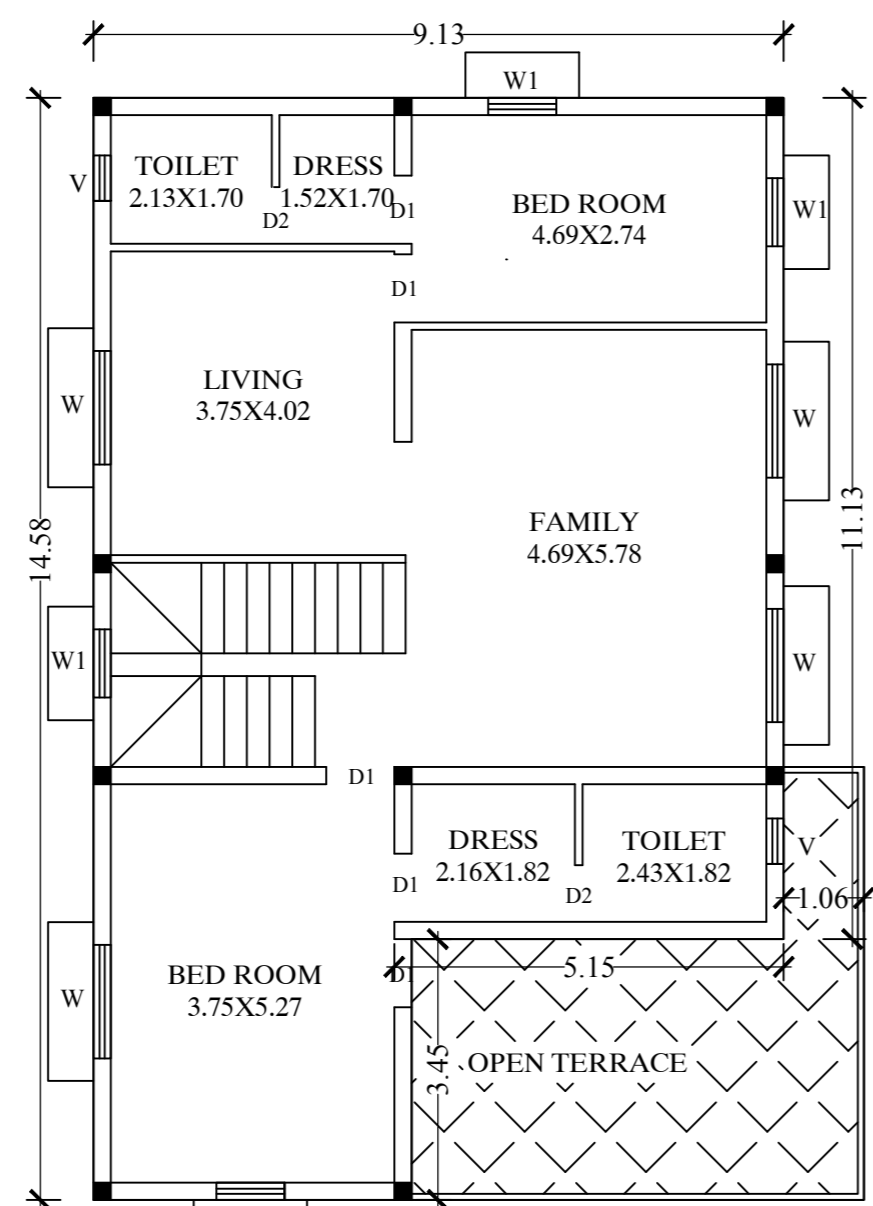 9.13
W1
TOILET
2.13X1.70
DRESS
1.52X1.70
V
D2
D1
BED ROOM
4.69X2.74
W1
D1
LIVING
3.75X4.02
W
W
14.58
11.13
FAMILY
4.69X5.78
W1
W
D1
DRESS
2.16X1.82
TOILET
2.43X1.82
V
D1
D2
1.06
BED ROOM
3.75X5.27
W
D1
5.15
3.45
OPEN TERRACE